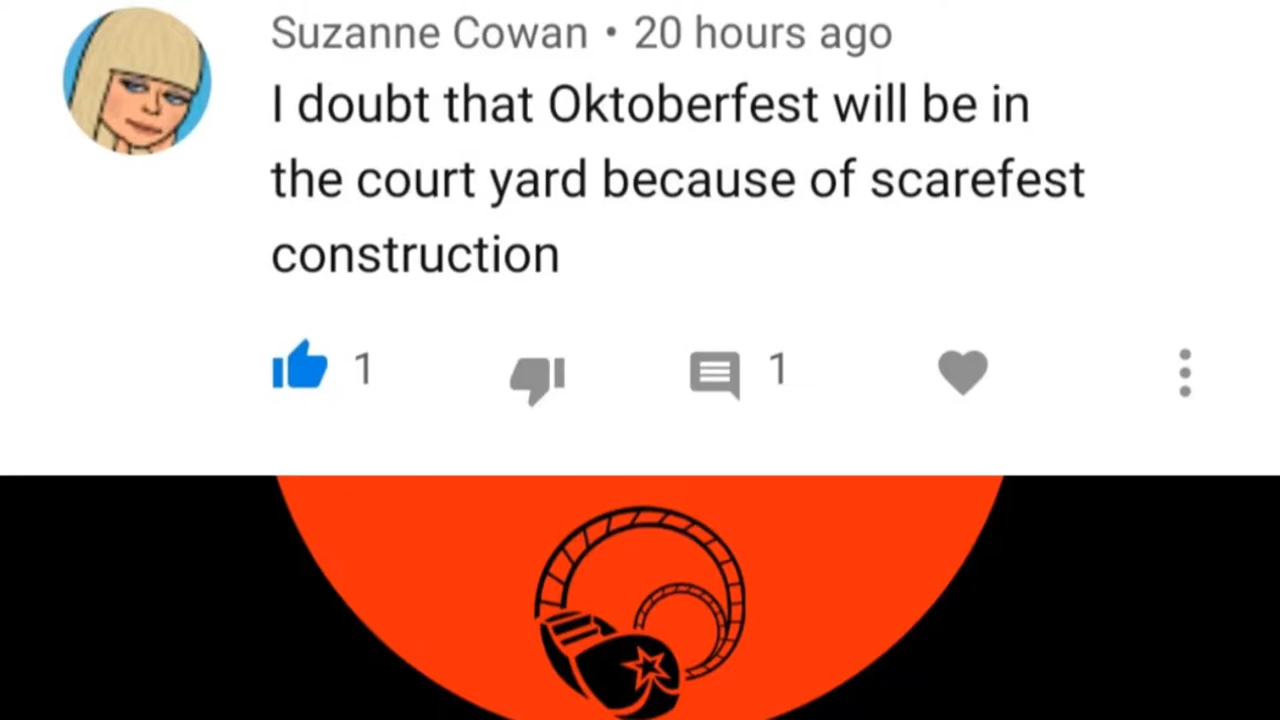 Suzanne Cowan • 20 hours ago
I doubt that Oktoberfest will be in
the court yard because of scarefest
construction
1 1